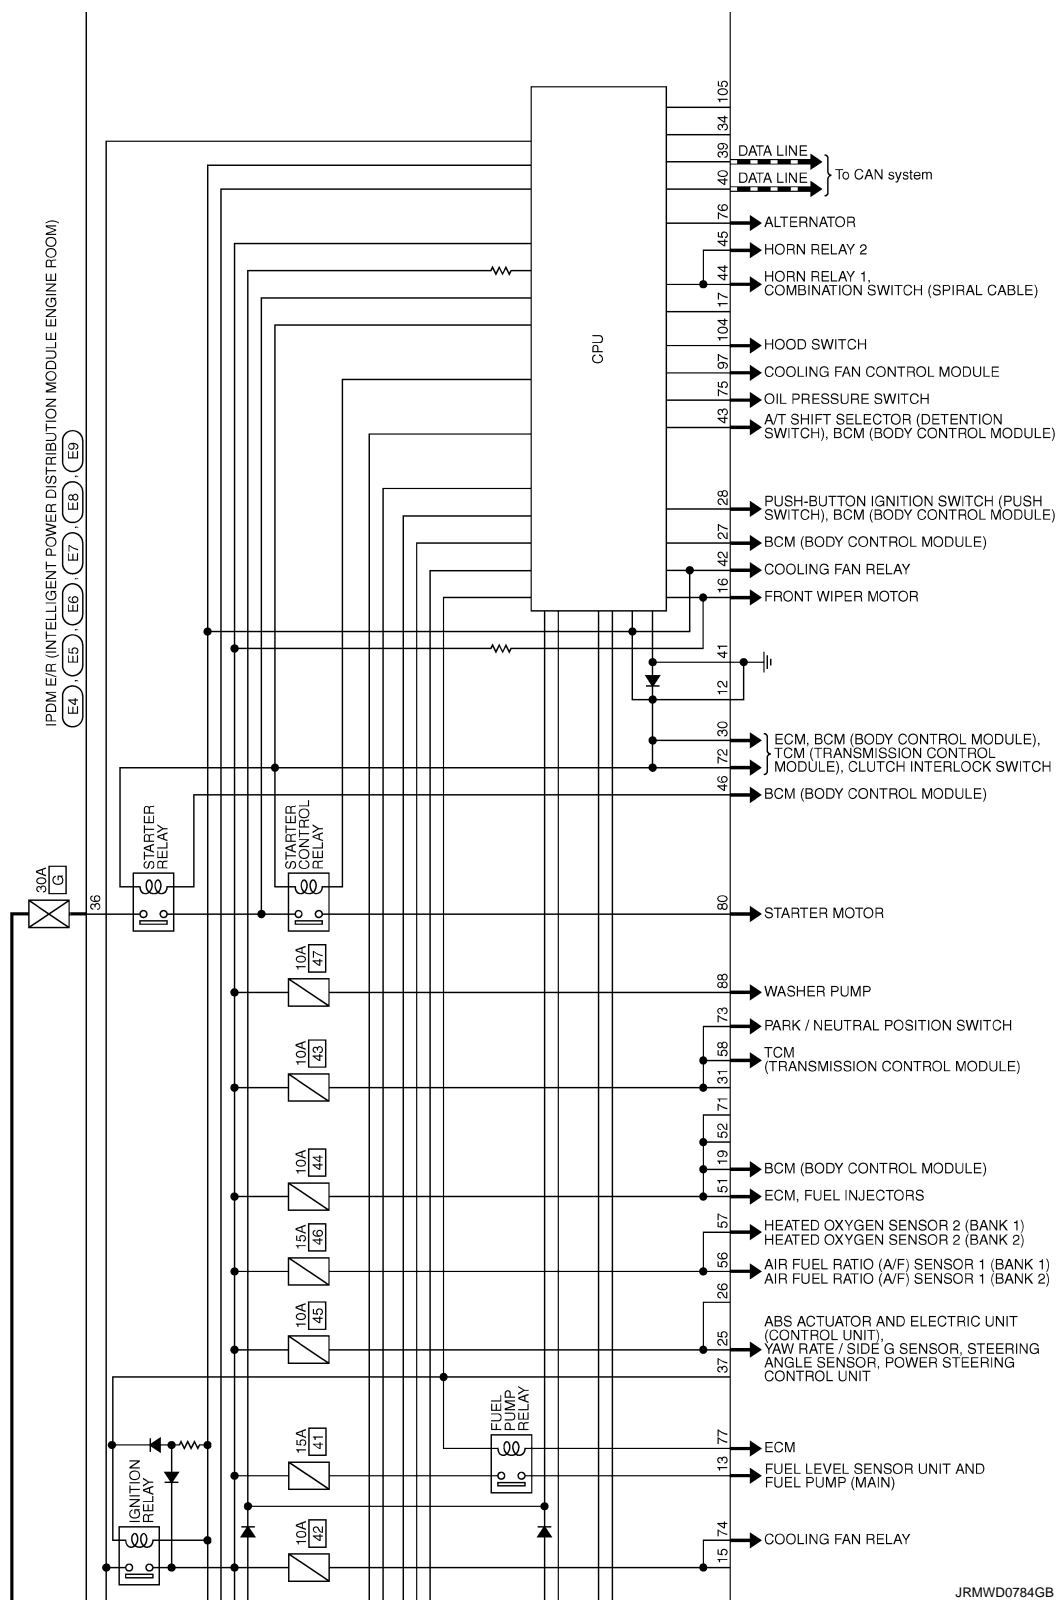 105
34
39
DATA LINE
40
DATA LINE
To CAN system
76
ALTERNATOR
45
HORN RELAY 2
44
HORN RELAY 1,
COMBINATION SWITCH (SPIRAL CABLE)
17
104
HOOD SWITCH
97
COOLING FAN CONTROL MODULE
75
OIL PRESSURE SWITCH
43
A/T SHIFT SELECTOR (DETENTION
SWITCH), BCM (BODY CONTROL MODULE)
CPU
IPDM E/R (INTELLIGENT POWER DISTRIBUTION MODULE ENGINE ROOM)
E4 , E5 , E6 , E7 , E8 , E9
28
PUSH-BUTTON IGNITION SWITCH (PUSH
SWITCH), BCM (BODY CONTROL MODULE)
27
BCM (BODY CONTROL MODULE)
42
COOLING FAN RELAY
16
FRONT WIPER MOTOR
41
12
30
ECM, BCM (BODY CONTROL MODULE),
TCM (TRANSMISSION CONTROL
MODULE), CLUTCH INTERLOCK SWITCH
72
46
BCM (BODY CONTROL MODULE)
STARTER
RELAY
STARTER
CONTROL
RELAY
30A
G
36
80
STARTER MOTOR
10A
47
88
WASHER PUMP
73
PARK / NEUTRAL POSITION SWITCH
10A
43
58
TCM
(TRANSMISSION CONTROL MODULE)
31
71
52
10A
44
19
BCM (BODY CONTROL MODULE)
51
ECM, FUEL INJECTORS
57
HEATED OXYGEN SENSOR 2 (BANK 1)
HEATED OXYGEN SENSOR 2 (BANK 2)
15A
46
56
AIR FUEL RATIO (A/F) SENSOR 1 (BANK 1)
AIR FUEL RATIO (A/F) SENSOR 1 (BANK 2)
26
10A
45
25
ABS ACTUATOR AND ELECTRIC UNIT
(CONTROL UNIT),
YAW RATE / SIDE G SENSOR, STEERING
ANGLE SENSOR, POWER STEERING
CONTROL UNIT
37
FUEL
PUMP
RELAY
15A
41
77
ECM
13
FUEL LEVEL SENSOR UNIT AND
FUEL PUMP (MAIN)
IGNITION
RELAY
10A
42
74
COOLING FAN RELAY
15
JRMWD0784GB